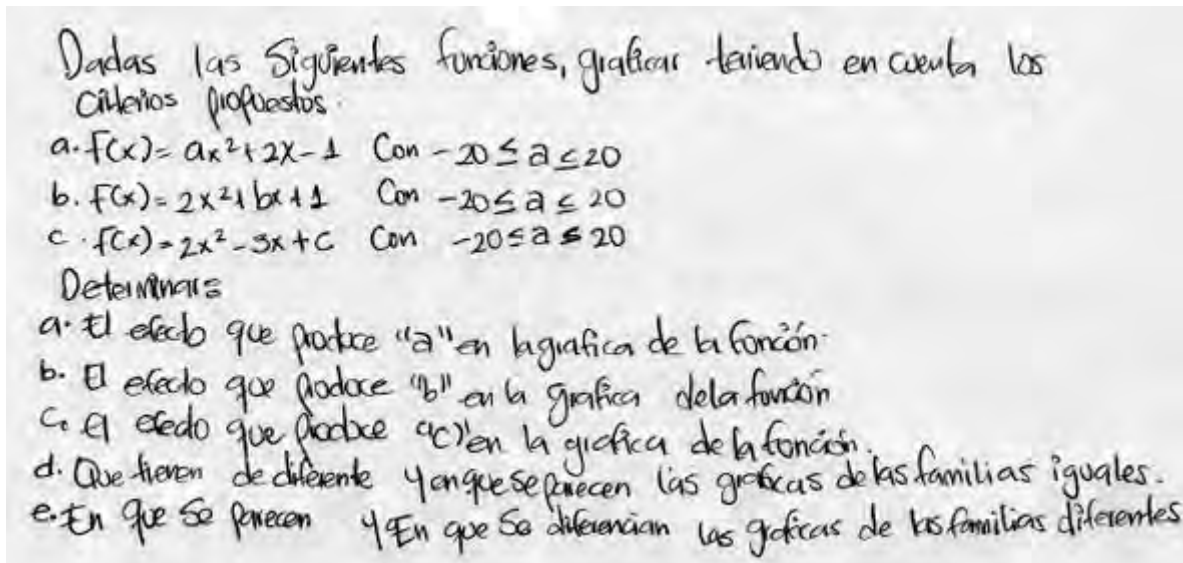 Dadas las Siguientes funciones, graficar teniendo en cuenta los
criterios propuestos.
a. f(x)= ax²+2x-1 Con -20 ≤ a ≤ 20
b. f(x)= 2x²+bx+1 Con -20 ≤ a ≤ 20
c. f(x)= 2x²-3x+c Con -20 ≤ a ≤ 20
Determinar:
a. El efecto que produce "a" en la grafica de la función.
b. El efecto que produce "b" en la grafica de la función
c. El efecto que produce "c" en la grafica de la función.
d. Que tienen de diferente y en que se parecen las graficas de las familias iguales.
e. En que se parecen y En que se diferencian las graficas de las familias diferentes